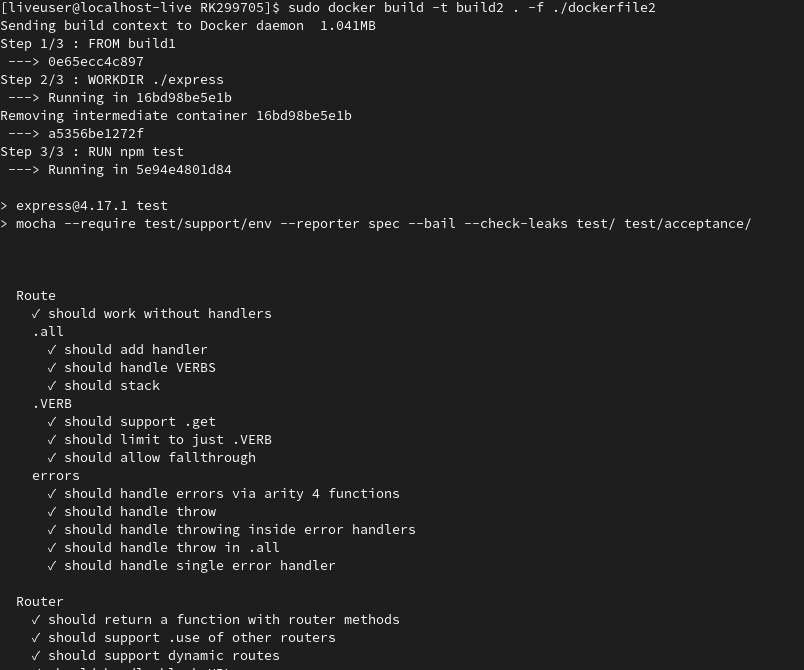 [liveuser@localhost-live RK299705]$ sudo docker build -t build2 . -f ./dockerfile2
Sending build context to Docker daemon  1.041MB
Step 1/3 : FROM build1
 ---> 0e65ecc4c897
Step 2/3 : WORKDIR ./express
 ---> Running in 16bd98be5e1b
Removing intermediate container 16bd98be5e1b
 ---> a5356be1272f
Step 3/3 : RUN npm test
 ---> Running in 5e94e4801d84
> express@4.17.1 test
> mocha --require test/support/env --reporter spec --bail --check-leaks test/ test/acceptance/
  Route
    ✓ should work without handlers
    .all
      ✓ should add handler
      ✓ should handle VERBS
      ✓ should stack
    .VERB
      ✓ should support .get
      ✓ should limit to just .VERB
      ✓ should allow fallthrough
    errors
      ✓ should handle errors via arity 4 functions
      ✓ should handle throw
      ✓ should handle throwing inside error handlers
      ✓ should handle throw in .all
      ✓ should handle single error handler
  Router
    ✓ should return a function with router methods
    ✓ should support .use of other routers
    ✓ should support dynamic routes